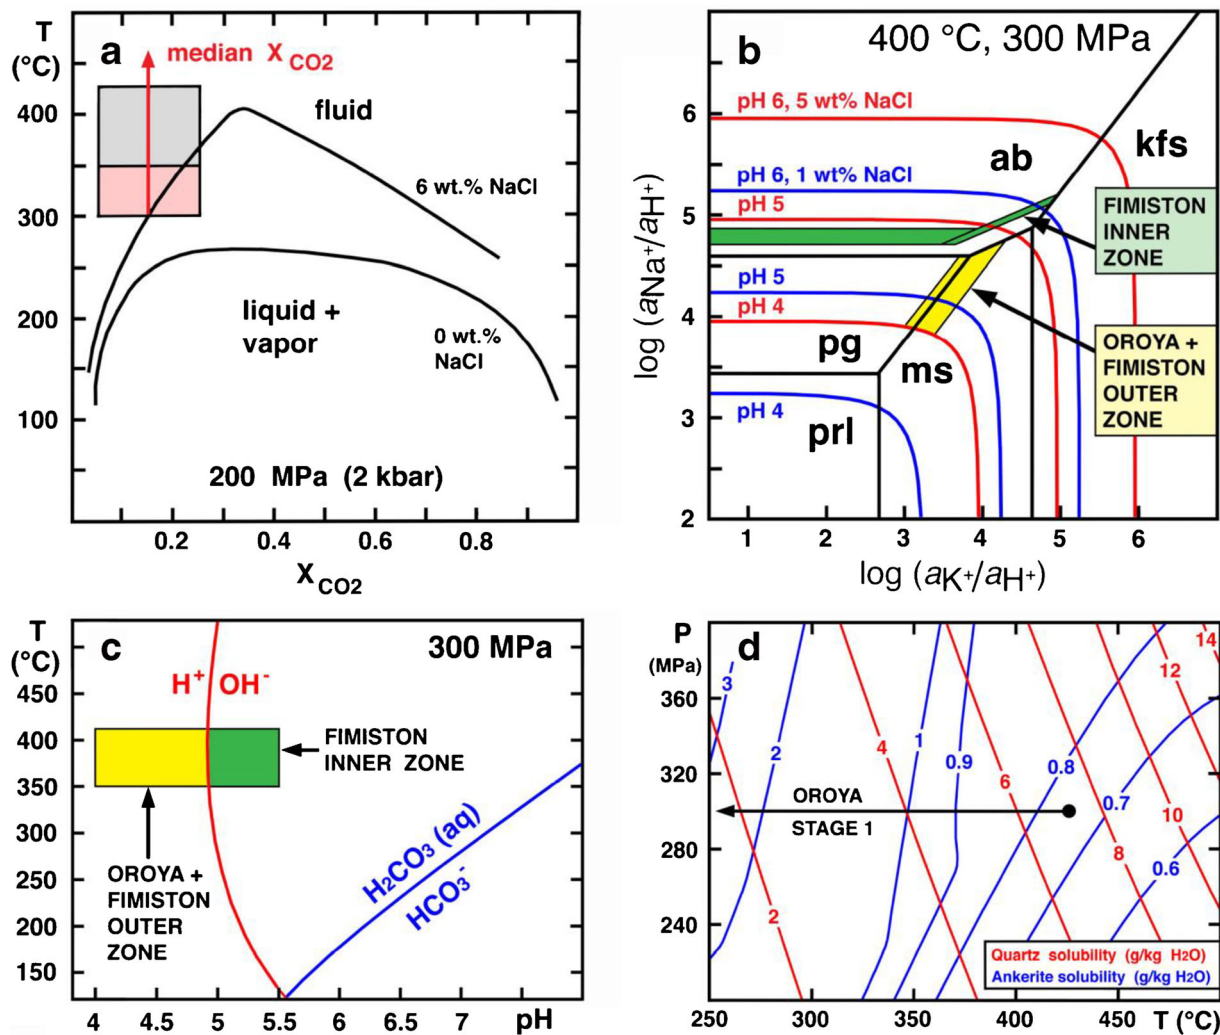 T
(°C)
a
median X CO2
400
300
200
100
fluid
6 wt.% NaCl
liquid +
vapor
0 wt.%
NaCl
200 MPa (2 kbar)
0.2
0.4
0.6
0.8
X CO2
b
400 °C, 300 MPa
log (aNa+/aH+)
6
5
4
3
2
pH 6, 5 wt% NaCl
ab
kfs
pH 6, 1 wt% NaCl
pH 5
FIMISTON
INNER
ZONE
pH 5
pH 4
pg
ms
OROYA +
FIMISTON
OUTER
ZONE
pH 4
prl
1
2
3
4
5
6
log (aK+/aH+)
T
(°C)
c
300 MPa
450
400
350
300
250
200
150
H+ OH-
FIMISTON
INNER ZONE
OROYA +
FIMISTON
OUTER
ZONE
H2CO3 (aq)
HCO3-
4
4.5
5
5.5
6
6.5
7
pH
P
(MPa)
d
360
320
280
240
3
2
4
1
0.9
6
0.8
0.7
12
14
10
8
0.6
2
OROYA
STAGE 1
Quartz solubility (g/kg H2O)
Ankerite solubility (g/kg H2O)
250
300
350
400
450
T (°C)